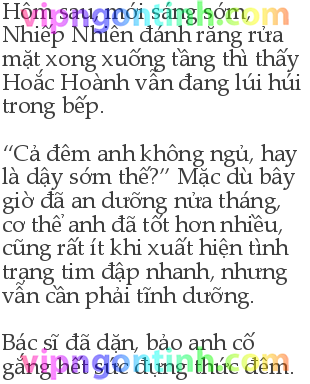 Hôm sau mới sáng sớm,
Nhiếp Nhiên đánh răng rửa
mặt xong xuống tầng thì thấy
Hoắc Hoành vẫn đang lúi húi
trong bếp.
“Cả đêm anh không ngủ, hay
là dậy sớm thế?” Mặc dù bây
giờ đã an dưỡng nửa tháng,
cơ thể anh đã tốt hơn nhiều,
cũng rất ít khi xuất hiện tình
trạng tim đập nhanh, nhưng
vẫn cần phải tĩnh dưỡng.
Bác sĩ đã dặn, bảo anh cố
gắng hết sức đừng thức đêm.
vipngontinh.com
vipngontinh.com